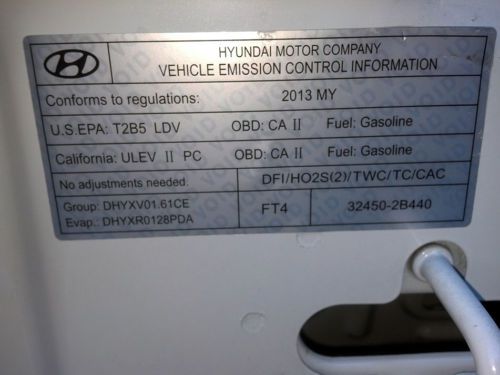 HYUNDAI MOTOR COMPANY
VEHICLE EMISSION CONTROL INFORMATION
Conforms to regulations: 2013 MY
U.S.EPA: T2B5 LDV OBD: CA II Fuel: Gasoline
California: ULEV II PC OBD: CA II Fuel: Gasoline
No adjustments needed. DFI/HO2S(2)/TWC/TC/CAC
Group: DHYXV01.61CE
Evap.: DHYXR0128PDA
FT4 32450-2B440